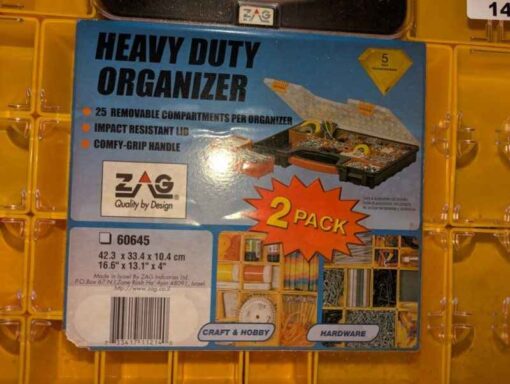 ZAG
14
HEAVY DUTY
ORGANIZER
5
25 REMOVABLE COMPARTMENTS PER ORGANIZER
IMPACT RESISTANT LID
COMFY-GRIP HANDLE
ZAG
Quality by Design
2 PACK
60645
42.3 x 33.4 x 10.4 cm
16.6" x 13.1" x 4"
Made in Israel By ZAG Industries Ltd.
CRAFT & HOBBY
HARDWARE